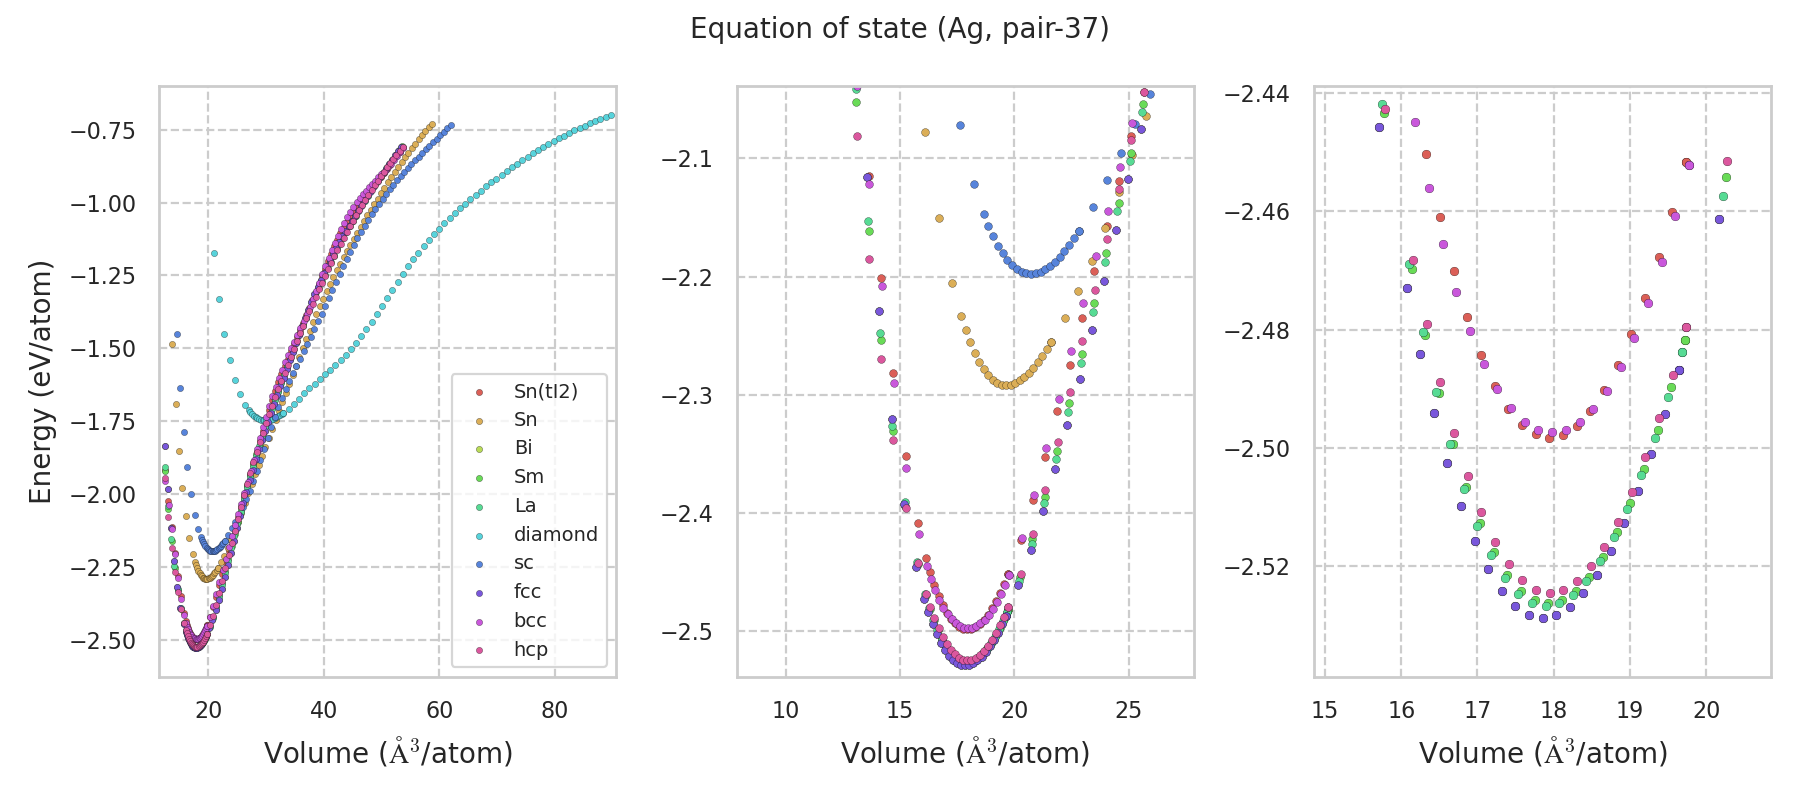 Equation of state (Ag, pair-37)
Energy (eV/atom)
−0.75
−1.00
−1.25
−1.50
−1.75
−2.00
−2.25
−2.50
20 40 60 80
Volume (Å³/atom)
Sn(tI2)
Sn
Bi
Sm
La
diamond
sc
fcc
bcc
hcp
−2.1
−2.2
−2.3
−2.4
−2.5
10 15 20 25
Volume (Å³/atom)
−2.44
−2.46
−2.48
−2.50
−2.52
15 16 17 18 19 20
Volume (Å³/atom)